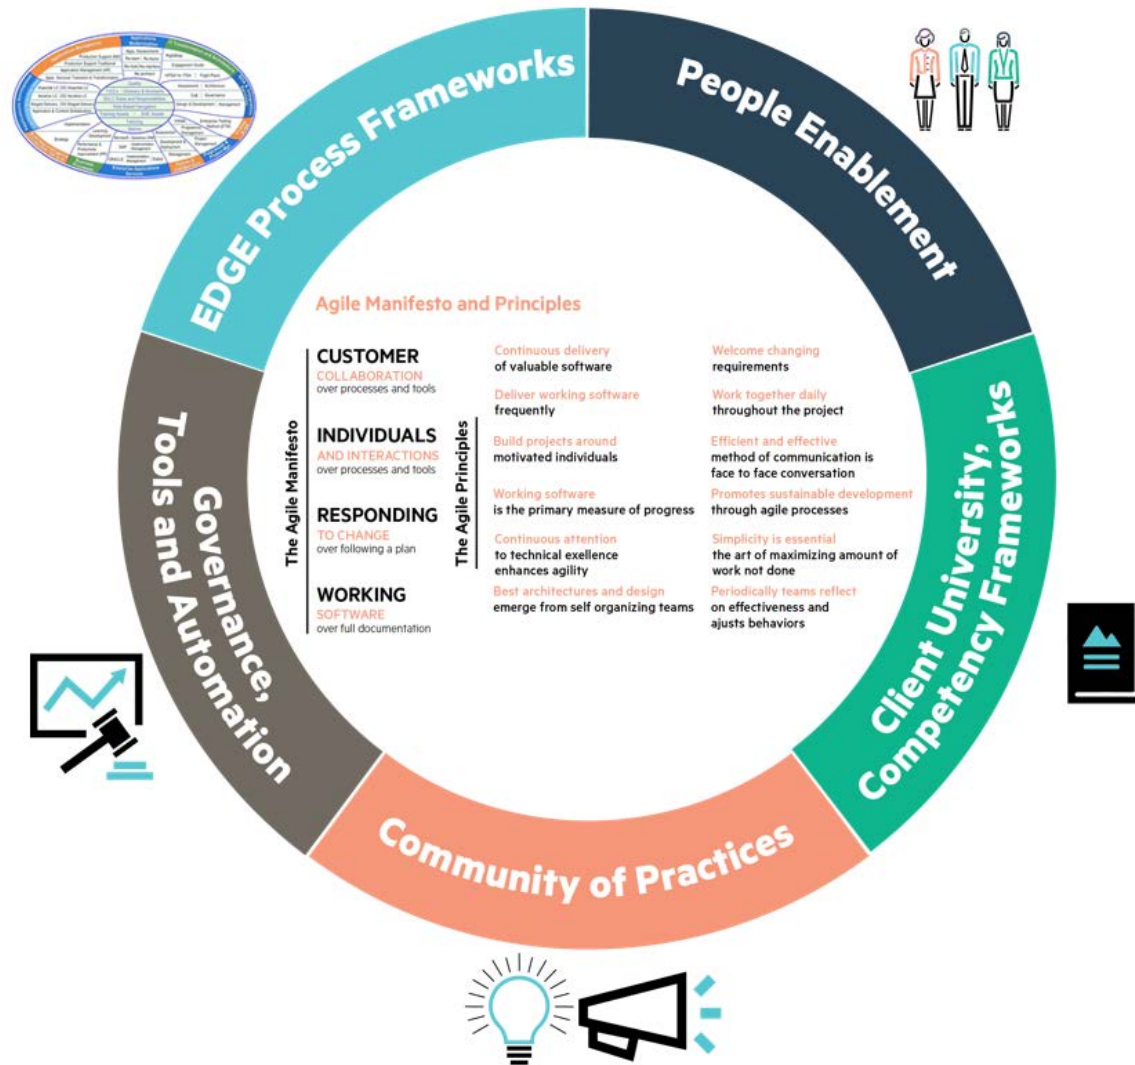 EDGE Process Frameworks
People Enablement
Client University,
Competency Frameworks
Community of Practices
Governance,
Tools and Automation
Agile Manifesto and Principles
The Agile Manifesto
CUSTOMER
COLLABORATION
over processes and tools
INDIVIDUALS
AND INTERACTIONS
over processes and tools
RESPONDING
TO CHANGE
over following a plan
WORKING
SOFTWARE
over full documentation
The Agile Principles
Continuous delivery
of valuable software
Deliver working software
frequently
Build projects around
motivated individuals
Working software
is the primary measure of progress
Continuous attention
to technical exellence
enhances agility
Best architectures and design
emerge from self organizing teams
Welcome changing
requirements
Work together daily
throughout the project
Efficient and effective
method of communication is
face to face conversation
Promotes sustainable development
through agile processes
Simplicity is essential
the art of maximizing amount of
work not done
Periodically teams reflect
on effectiveness and
ajusts behaviors